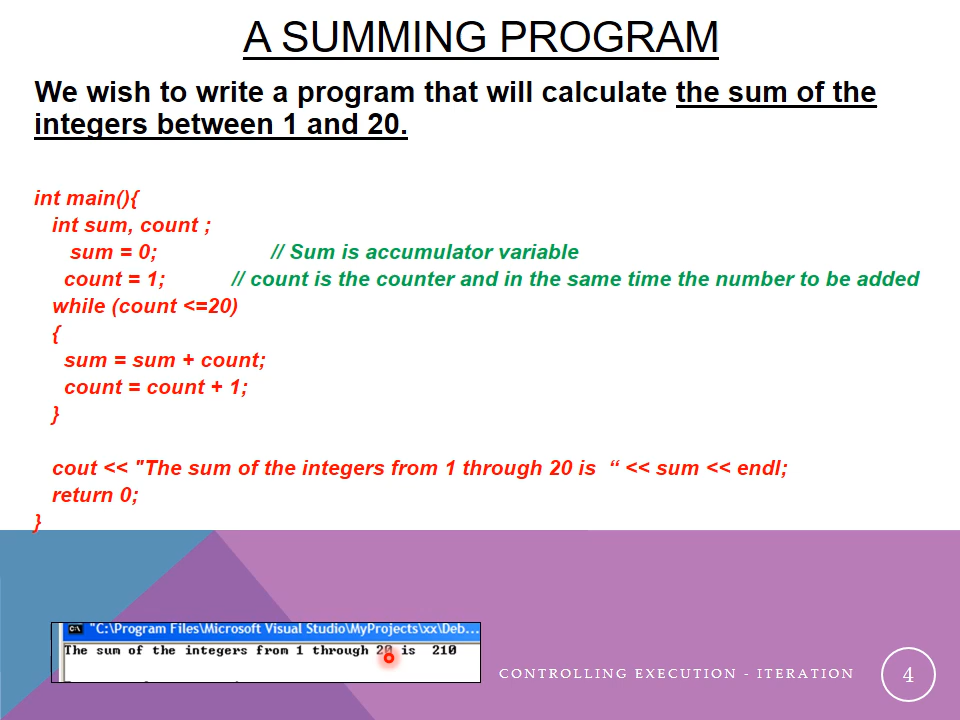 A SUMMING PROGRAM
We wish to write a program that will calculate the sum of the
integers between 1 and 20.
int main(){
int sum, count ;
sum = 0; // Sum is accumulator variable
count = 1; // count is the counter and in the same time the number to be added
while (count <=20)
{
sum = sum + count;
count = count + 1;
}
cout << "The sum of the integers from 1 through 20 is “ << sum << endl;
return 0;
}
"C:\Program Files\Microsoft Visual Studio\MyProjects\xx\Deb...
The sum of the integers from 1 through 20 is 210
CONTROLLING EXECUTION - ITERATION
4